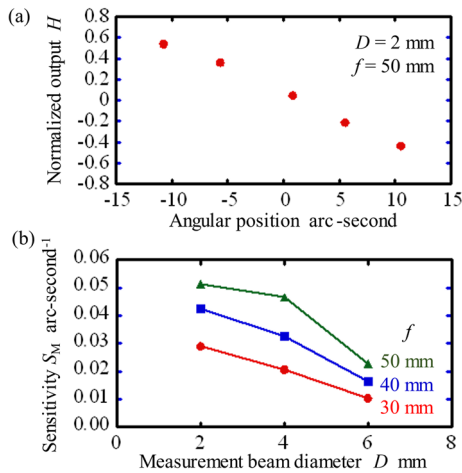 (a)
Normalized output H
0.8
0.6
0.4
0.2
0
-0.2
-0.4
-0.6
-0.8
D = 2 mm
f = 50 mm
-15 -10 -5 0 5 10 15
Angular position arc-second
(b)
Sensitivity SM arc-second-1
0.06
0.05
0.04
0.03
0.02
0.01
0.00
f
50 mm
40 mm
30 mm
0 2 4 6 8
Measurement beam diameter D mm